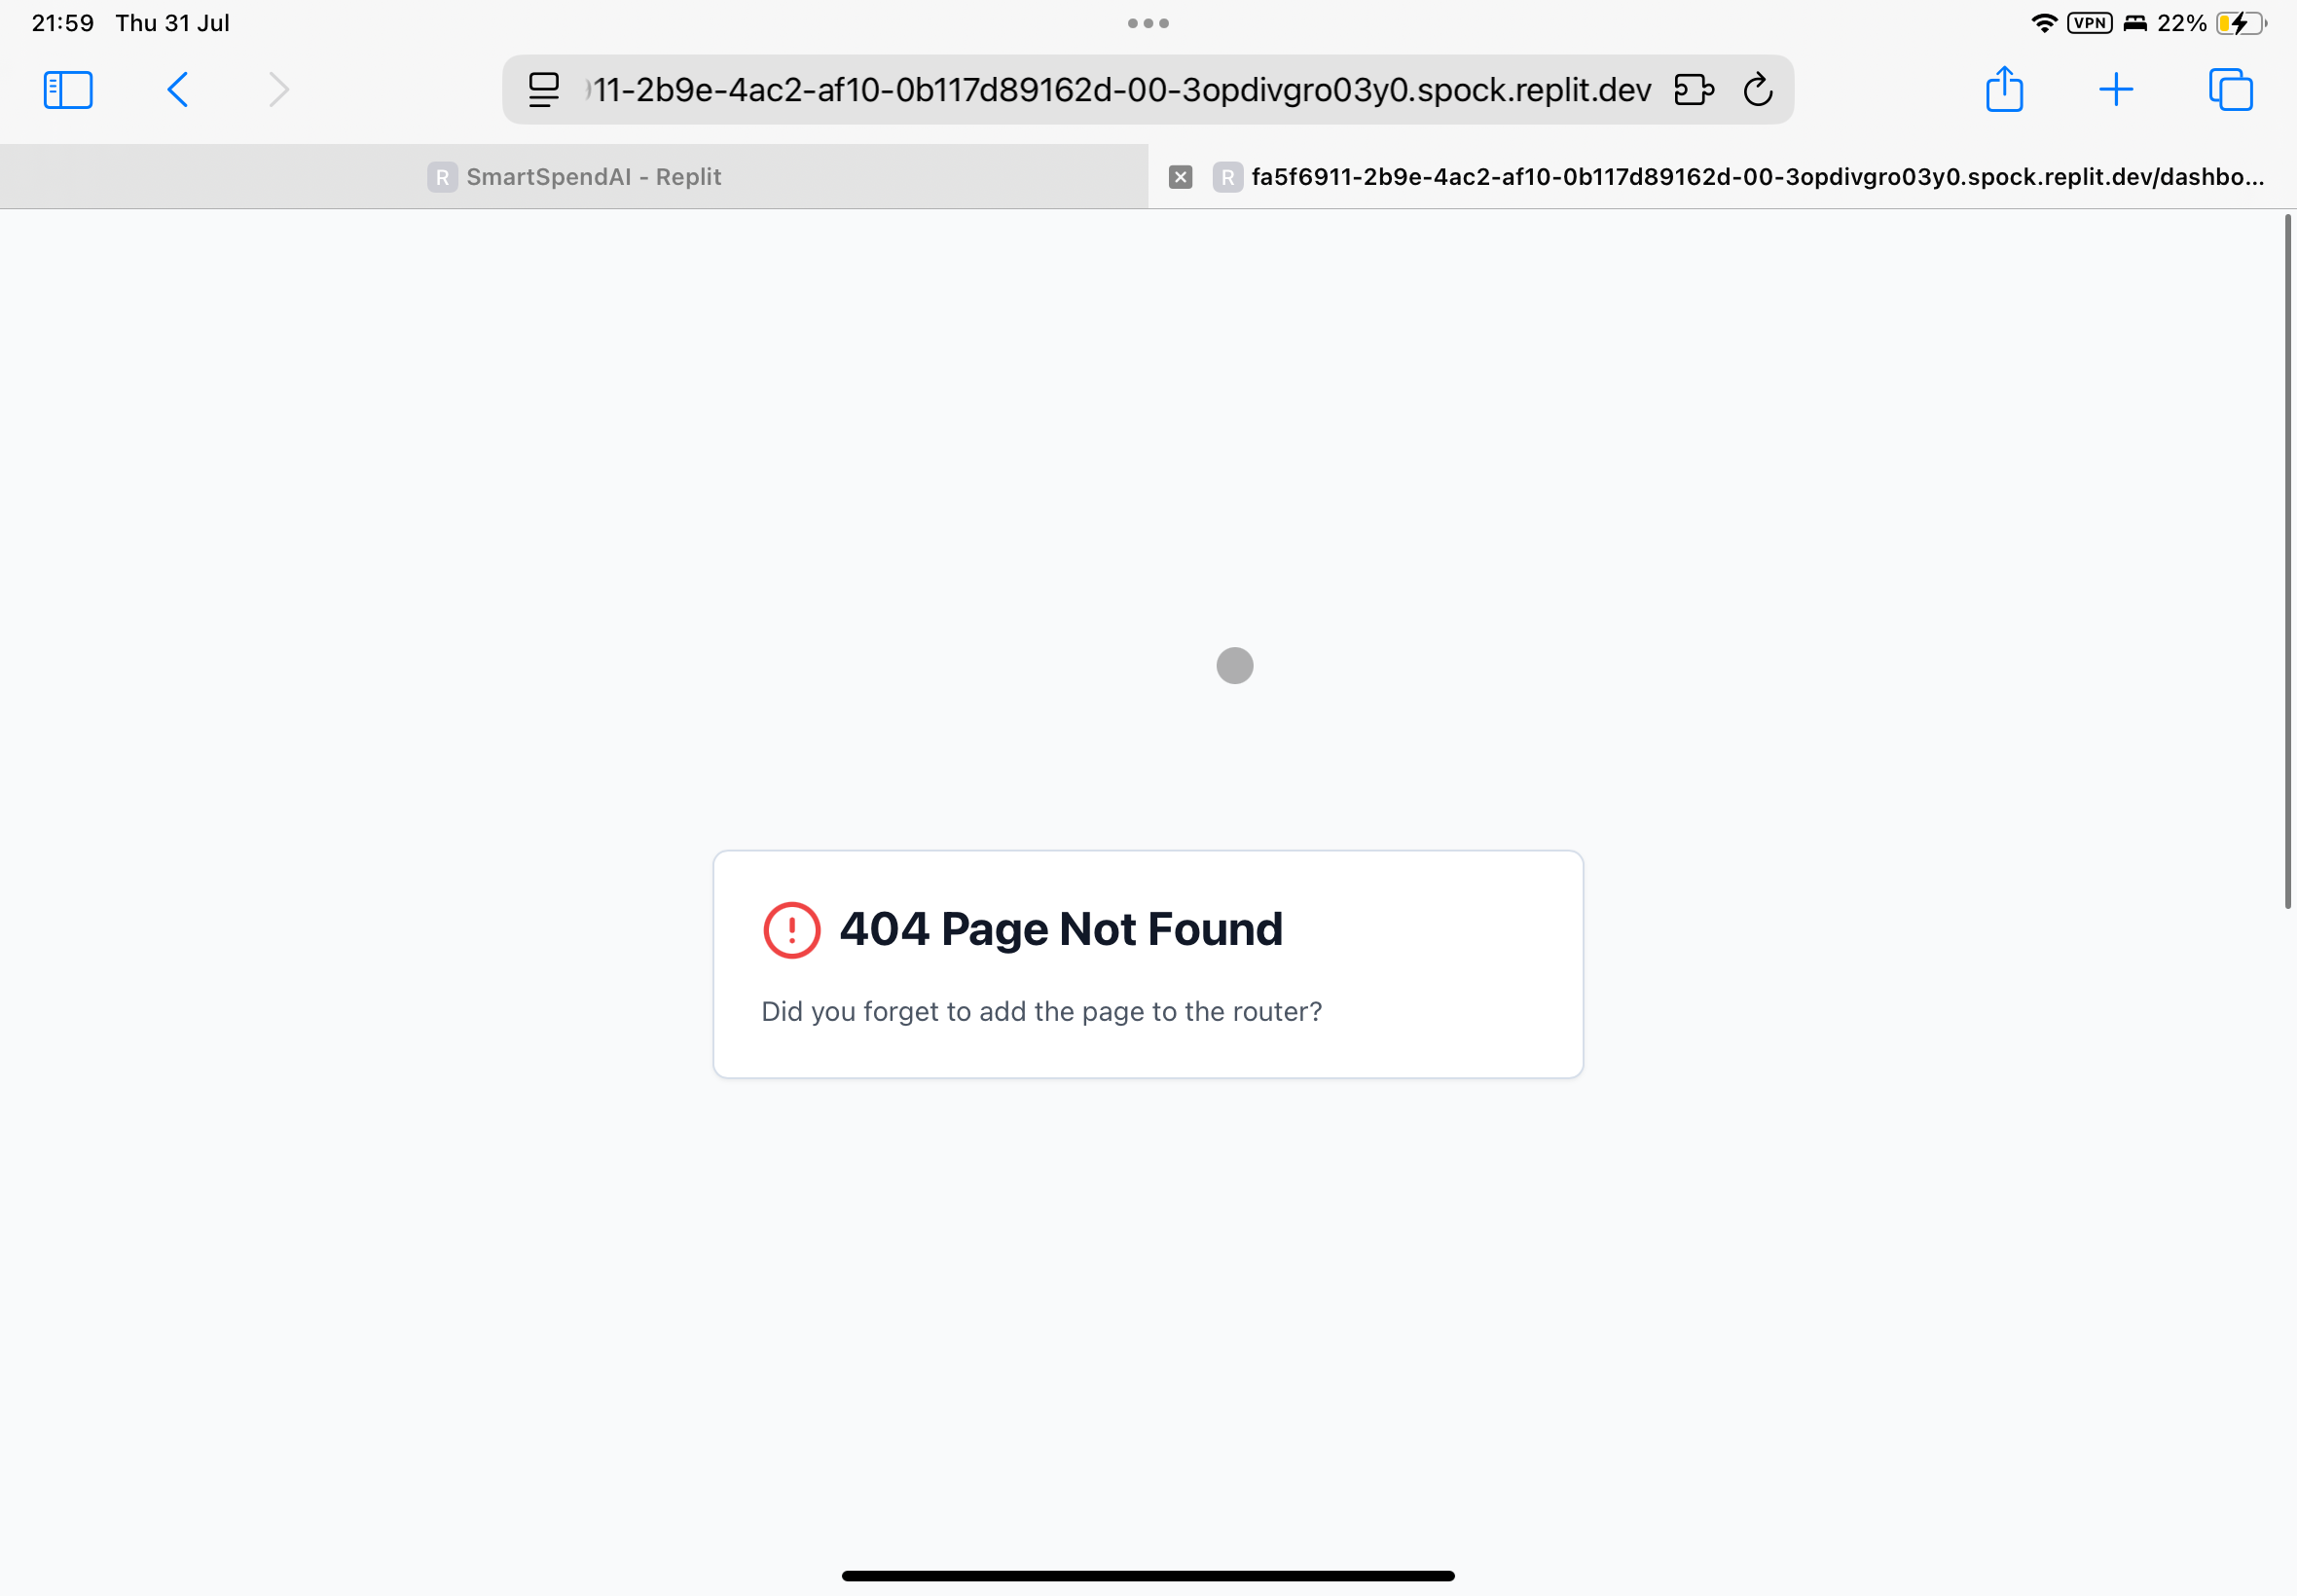 21:59 Thu 31 Jul
VPN 22%
11-2b9e-4ac2-af10-0b117d89162d-00-3opdivgro03y0.spock.replit.dev
R SmartSpendAI - Replit
R fa5f6911-2b9e-4ac2-af10-0b117d89162d-00-3opdivgro03y0.spock.replit.dev/dashbo...
404 Page Not Found
Did you forget to add the page to the router?